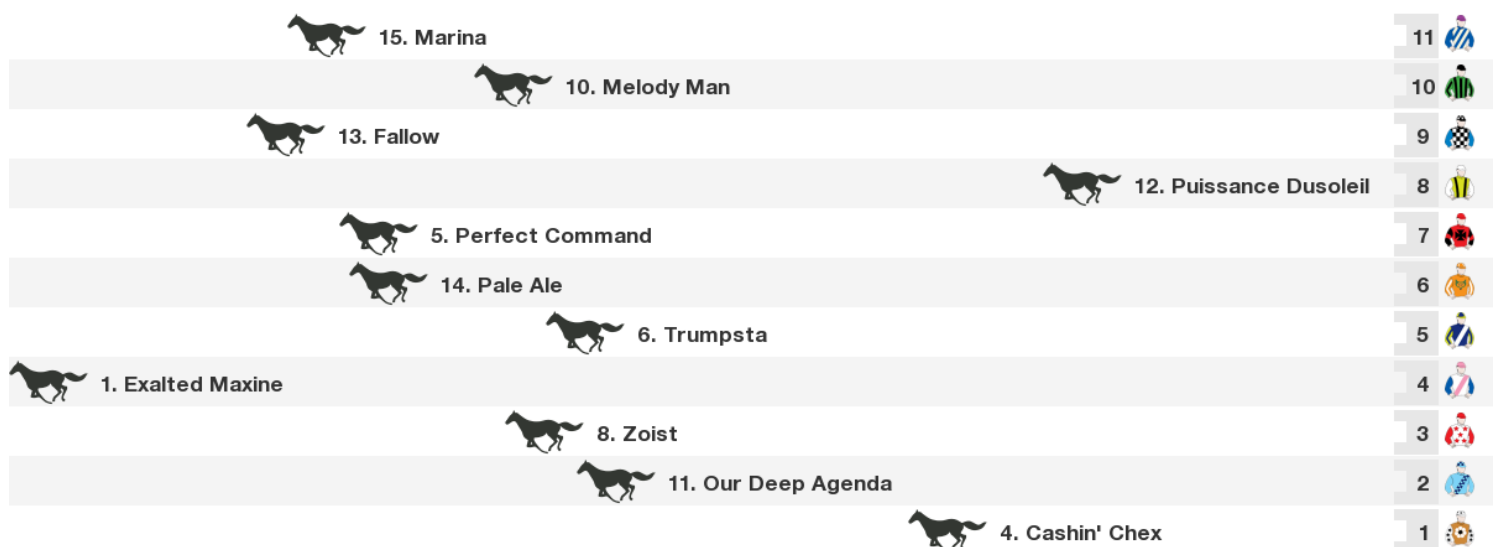 15. Marina 11
10. Melody Man 10
13. Fallow 9
12. Puissance Dusoleil 8
5. Perfect Command 7
14. Pale Ale 6
6. Trumpsta 5
1. Exalted Maxine 4
8. Zoist 3
11. Our Deep Agenda 2
4. Cashin' Chex 1